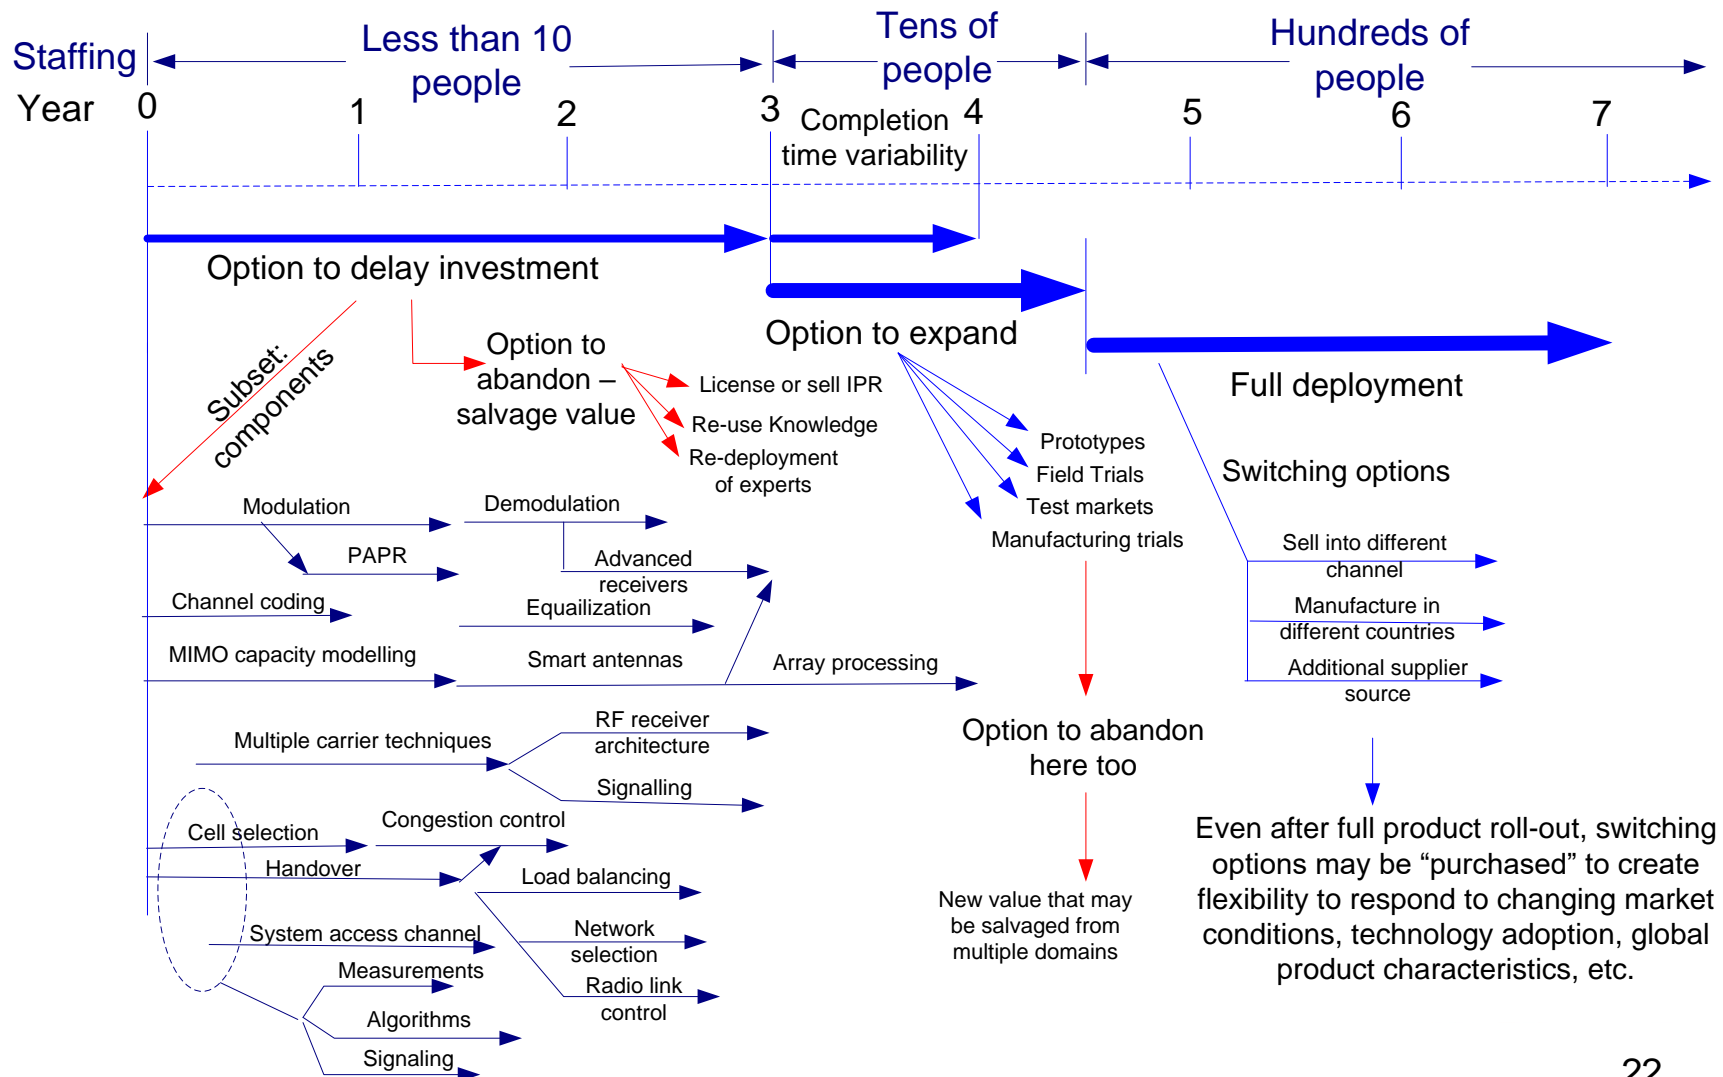 Staffing
Less than 10
people
Tens of
people
Hundreds of
people
Year
0
1
2
3
4
5
6
7
Completion
time variability
Option to delay investment
Option to expand
Full deployment
Subset:
components
Option to
abandon –
salvage value
License or sell IPR
Re-use Knowledge
Re-deployment
of experts
Prototypes
Field Trials
Test markets
Manufacturing trials
Switching options
Sell into different
channel
Manufacture in
different countries
Additional supplier
source
Modulation
Demodulation
PAPR
Advanced
receivers
Channel coding
Equailization
MIMO capacity modelling
Smart antennas
Array processing
Multiple carrier techniques
RF receiver
architecture
Signalling
Cell selection
Congestion control
Handover
Load balancing
System access channel
Network
selection
Measurements
Radio link
control
Algorithms
Signaling
Option to abandon
here too
New value that may
be salvaged from
multiple domains
Even after full product roll-out, switching
options may be “purchased” to create
flexibility to respond to changing market
conditions, technology adoption, global
product characteristics, etc.
22